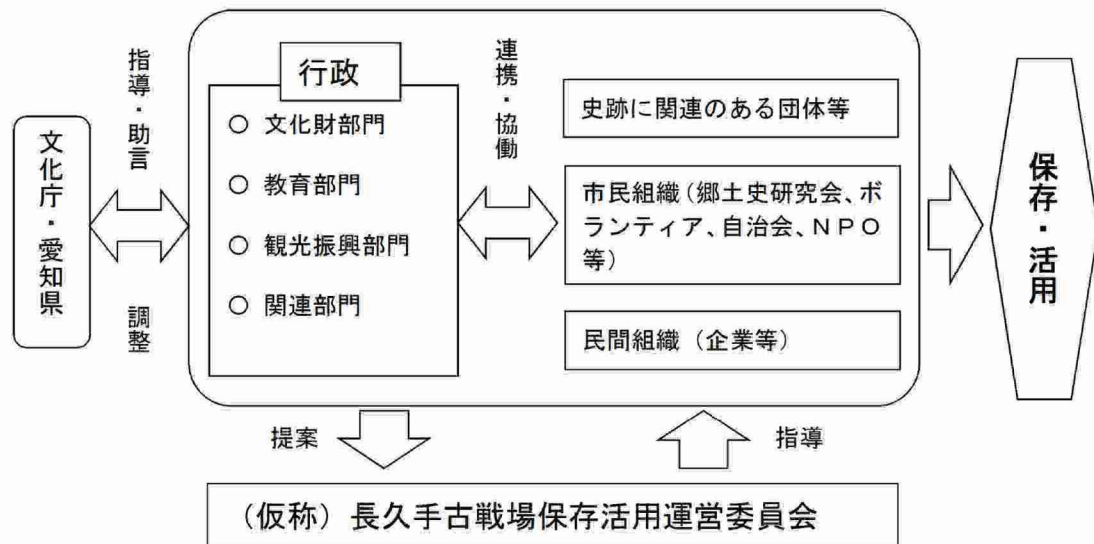 文化庁・愛知県
指導・助言
調整
行政
○ 文化財部門
○ 教育部門
○ 観光振興部門
○ 関連部門
連携・協働
史跡に関連のある団体等
市民組織(郷土史研究会、ボ
ランティア、自治会、NPO
等)
民間組織(企業等)
保存・活用
提案
指導
(仮称)長久手古戦場保存活用運営委員会